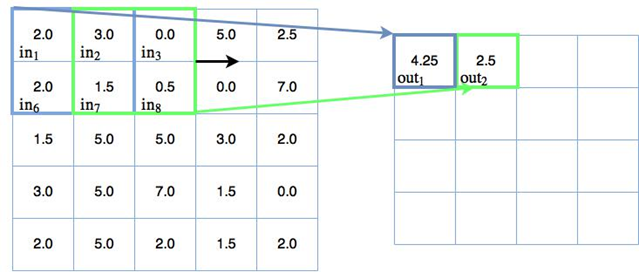 2.0 3.0 0.0 5.0 2.5
in1 in2 in3
2.0 1.5 0.5 0.0 7.0
in6 in7 in8
1.5 5.0 5.0 3.0 2.0
3.0 5.0 7.0 1.5 0.0
2.0 5.0 2.0 1.5 2.0
4.25 2.5
out1 out2